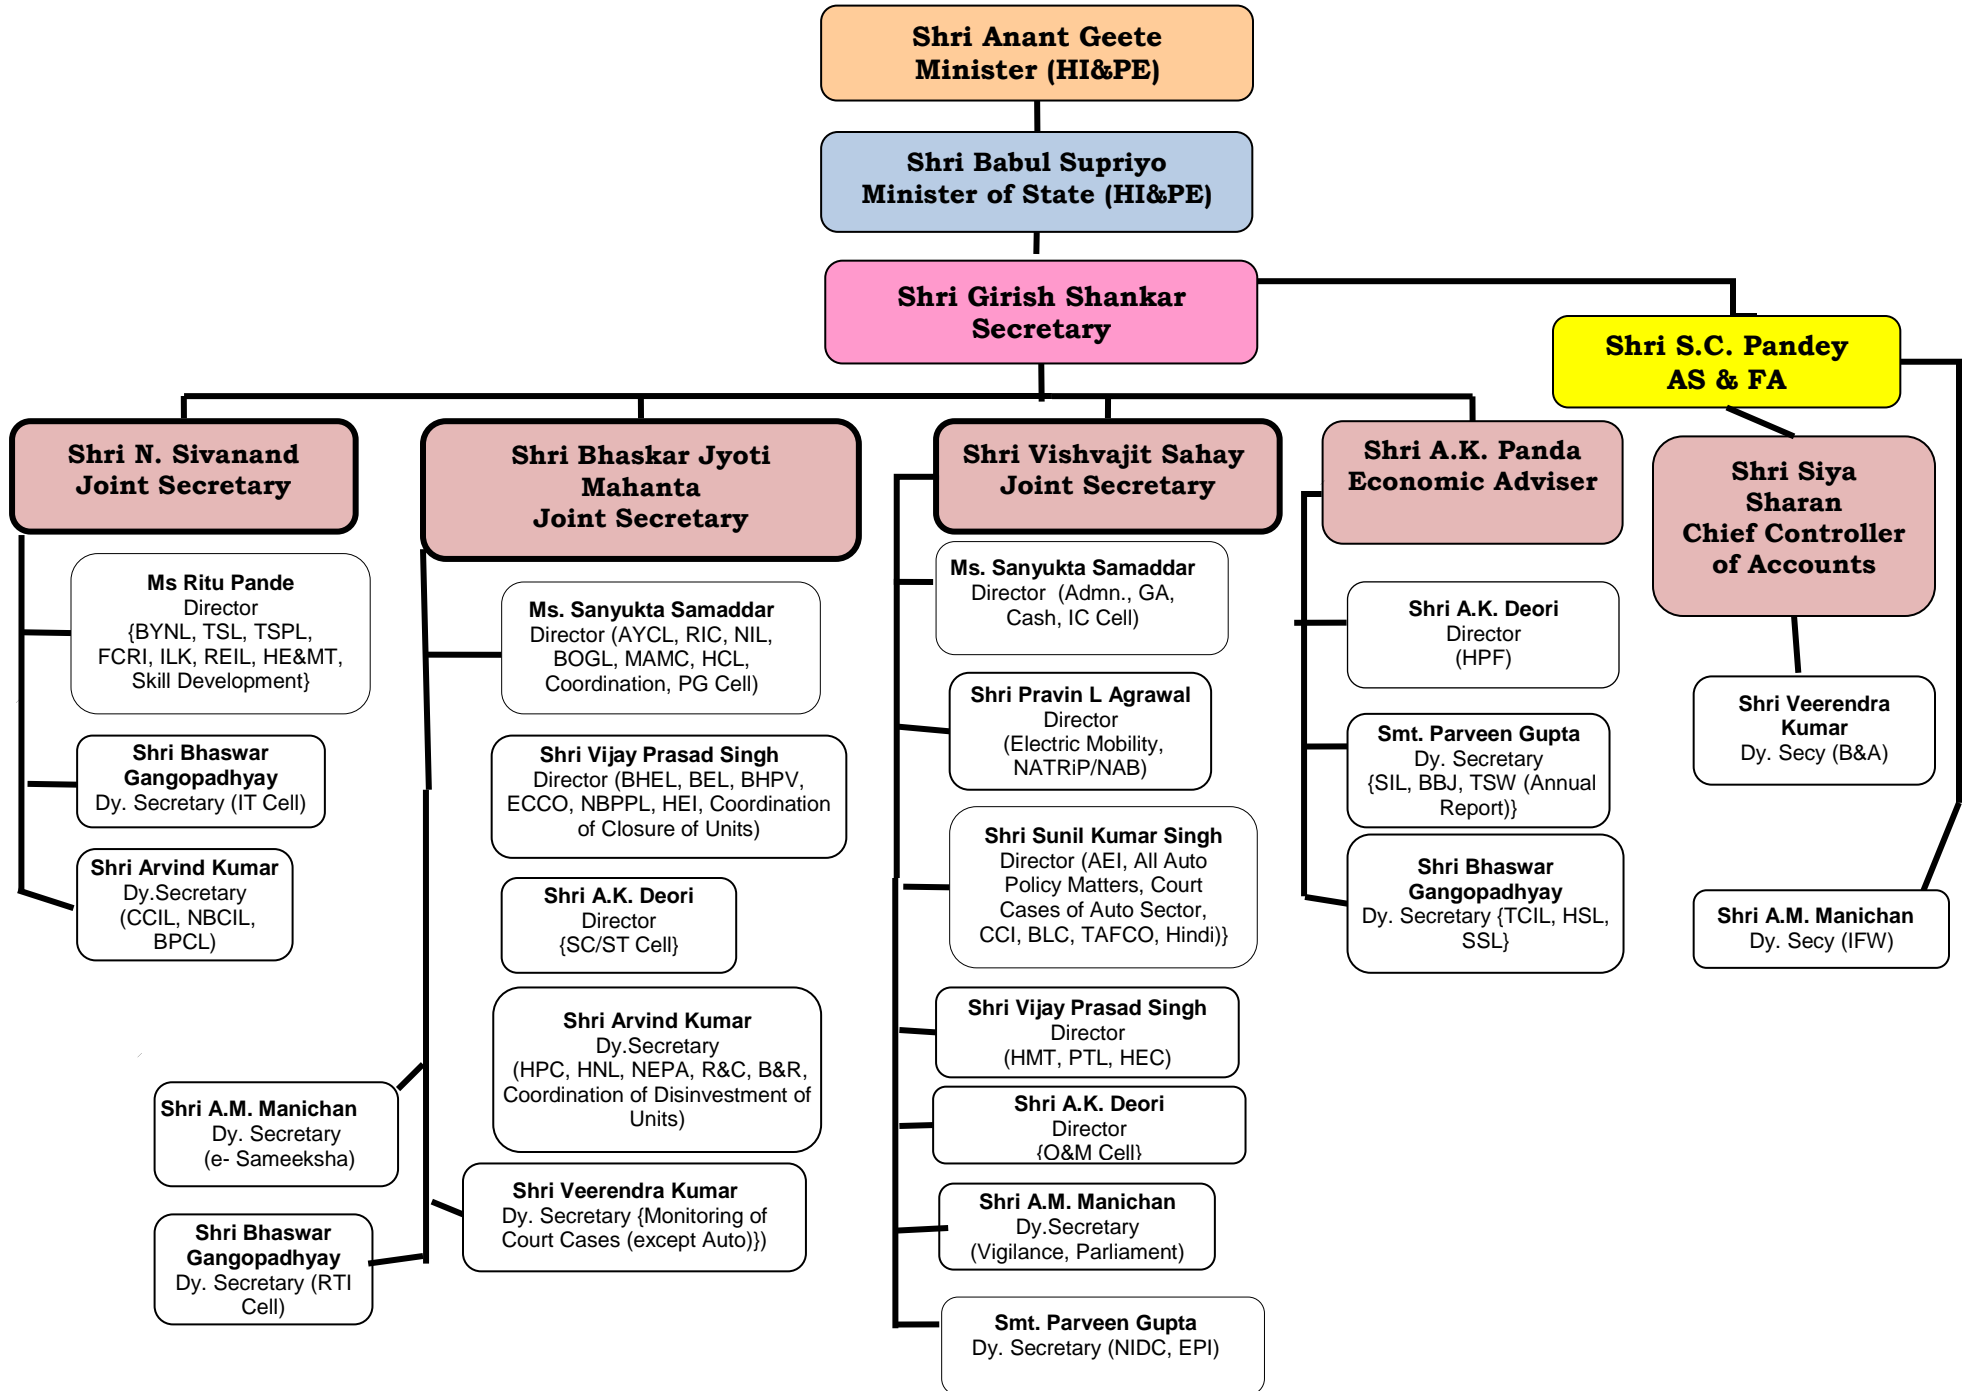 Shri Anant Geete
Minister (HI&PE)
Shri Babul Supriyo
Minister of State (HI&PE)
Shri Girish Shankar
Secretary
Shri S.C. Pandey
AS & FA
Shri N. Sivanand
Joint Secretary
Shri Bhaskar Jyoti
Mahanta
Joint Secretary
Shri Vishvajit Sahay
Joint Secretary
Shri A.K. Panda
Economic Adviser
Shri Siya
Sharan
Chief Controller
of Accounts
Ms Ritu Pande
Director
{BYNL, TSL, TSPL,
FCRI, ILK, REIL, HE&MT,
Skill Development}
Shri Bhaswar
Gangopadhyay
Dy. Secretary (IT Cell)
Shri Arvind Kumar
Dy.Secretary
(CCIL, NBCIL,
BPCL)
Ms. Sanyukta Samaddar
Director (AYCL, RIC, NIL,
BOGL, MAMC, HCL,
Coordination, PG Cell)
Shri Vijay Prasad Singh
Director (BHEL, BEL, BHPV,
ECCO, NBPPL, HEI, Coordination
of Closure of Units)
Shri A.K. Deori
Director
{SC/ST Cell}
Shri Arvind Kumar
Dy.Secretary
(HPC, HNL, NEPA, R&C, B&R,
Coordination of Disinvestment of
Units)
Shri A.M. Manichan
Dy. Secretary
(e- Sameeksha)
Shri Veerendra Kumar
Dy. Secretary {Monitoring of
Court Cases (except Auto)})
Shri Bhaswar
Gangopadhyay
Dy. Secretary (RTI
Cell)
Ms. Sanyukta Samaddar
Director (Admn., GA,
Cash, IC Cell)
Shri Pravin L Agrawal
Director
(Electric Mobility,
NATRiP/NAB)
Shri Sunil Kumar Singh
Director (AEI, All Auto
Policy Matters, Court
Cases of Auto Sector,
CCI, BLC, TAFCO, Hindi)}
Shri Vijay Prasad Singh
Director
(HMT, PTL, HEC)
Shri A.K. Deori
Director
{O&M Cell}
Shri A.M. Manichan
Dy.Secretary
(Vigilance, Parliament)
Smt. Parveen Gupta
Dy. Secretary (NIDC, EPI)
Shri A.K. Deori
Director
(HPF)
Smt. Parveen Gupta
Dy. Secretary
{SIL, BBJ, TSW (Annual
Report)}
Shri Bhaswar
Gangopadhyay
Dy. Secretary {TCIL, HSL,
SSL}
Shri Veerendra
Kumar
Dy. Secy (B&A)
Shri A.M. Manichan
Dy. Secy (IFW)